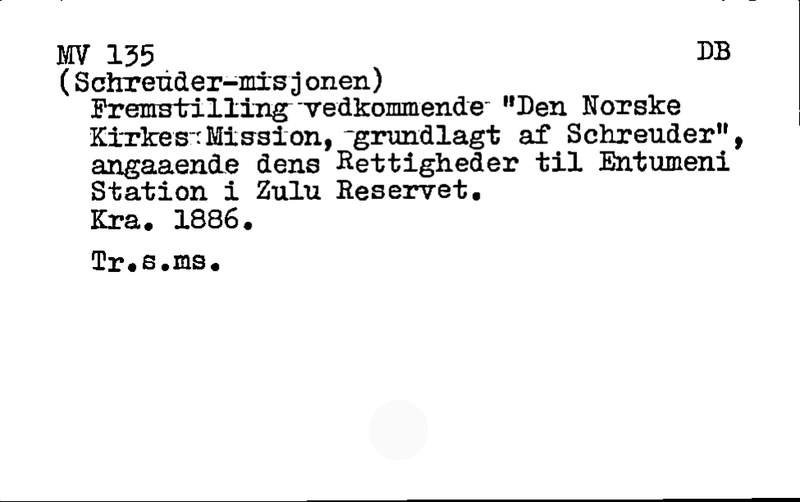 MV 135 DB
(Schreuder-misjonen)
Fremstilling vedkommende "Den Norske
Kirkes Mission, grundlagt af Schreuder",
angaaende dens Rettigheder til Entumeni
Station i Zulu Reservet.
Kra. 1886.
Tr.s.ms.